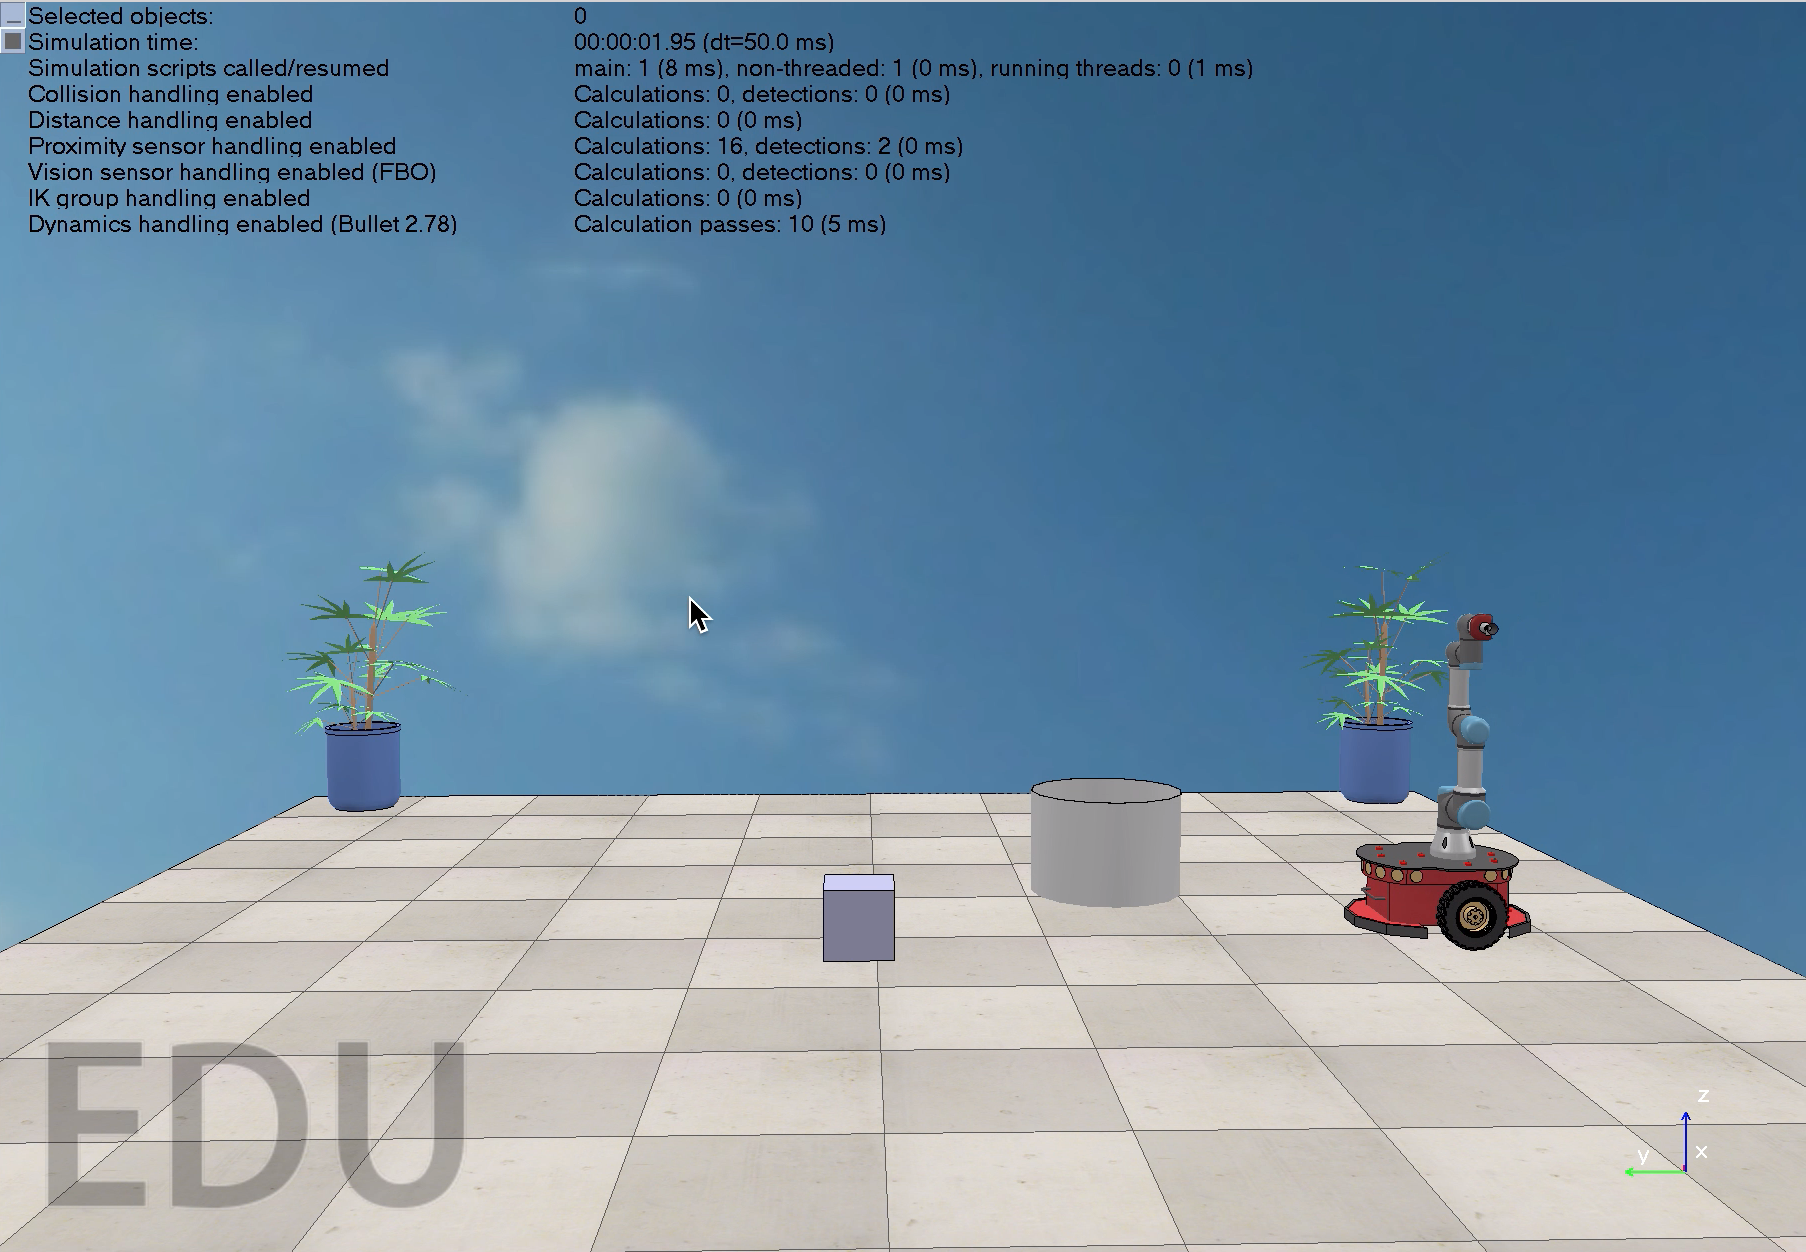 Selected objects: 0
Simulation time: 00:00:01.95 (dt=50.0 ms)
Simulation scripts called/resumed main: 1 (8 ms), non-threaded: 1 (0 ms), running threads: 0 (1 ms)
Collision handling enabled Calculations: 0, detections: 0 (0 ms)
Distance handling enabled Calculations: 0 (0 ms)
Proximity sensor handling enabled Calculations: 16, detections: 2 (0 ms)
Vision sensor handling enabled (FBO) Calculations: 0, detections: 0 (0 ms)
IK group handling enabled Calculations: 0 (0 ms)
Dynamics handling enabled (Bullet 2.78) Calculation passes: 10 (5 ms)
EDU
z
y x